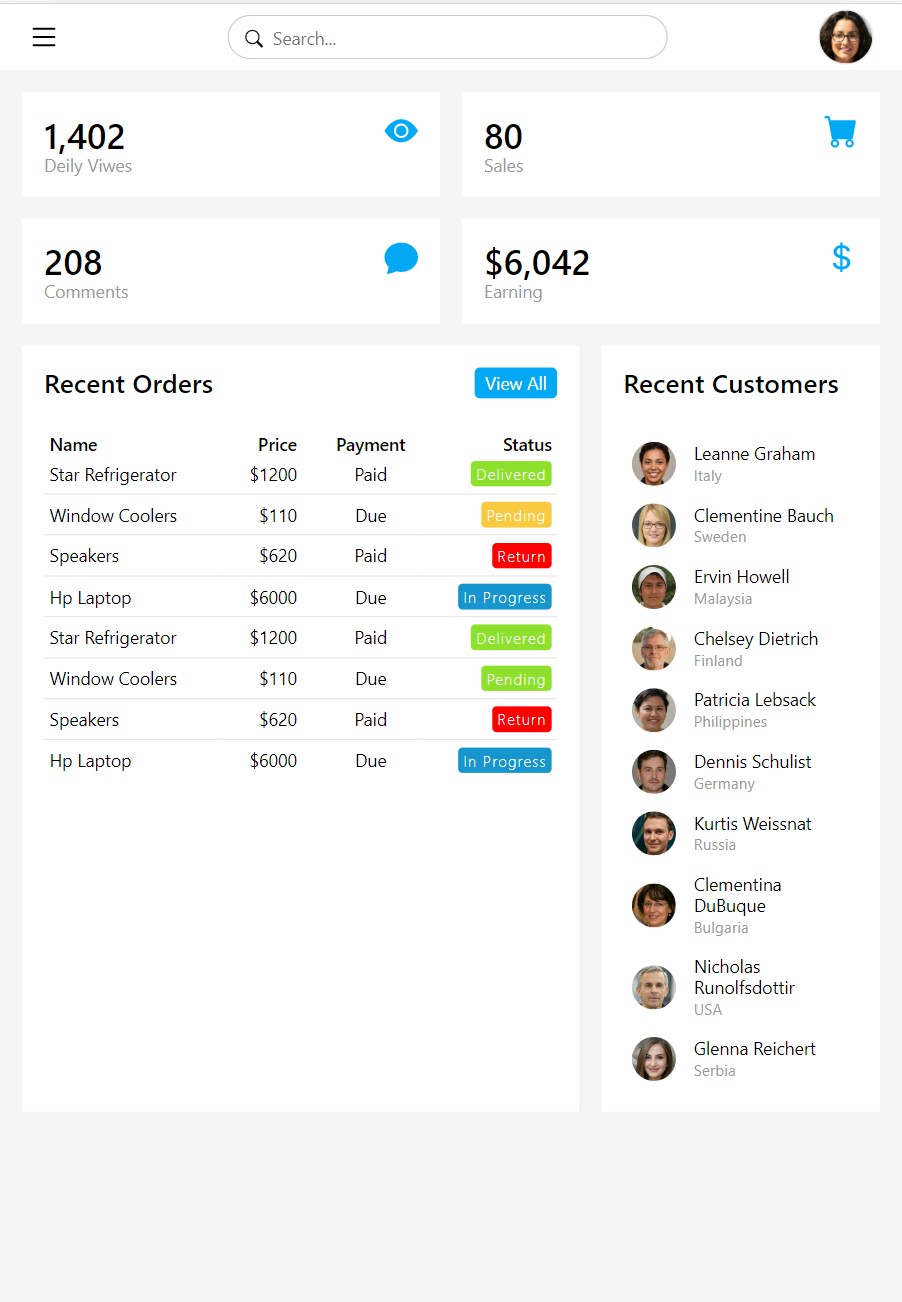 Search...
1,402
Deily Viwes
80
Sales
208
Comments
$6,042
Earning
$
Recent Orders
View All
Name Price Payment Status
Star Refrigerator $1200 Paid Delivered
Window Coolers $110 Due Pending
Speakers $620 Paid Return
Hp Laptop $6000 Due In Progress
Star Refrigerator $1200 Paid Delivered
Window Coolers $110 Due Pending
Speakers $620 Paid Return
Hp Laptop $6000 Due In Progress
Recent Customers
Leanne Graham
Italy
Clementine Bauch
Sweden
Ervin Howell
Malaysia
Chelsey Dietrich
Finland
Patricia Lebsack
Philippines
Dennis Schulist
Germany
Kurtis Weissnat
Russia
Clementina
DuBuque
Bulgaria
Nicholas
Runolfsdottir
USA
Glenna Reichert
Serbia